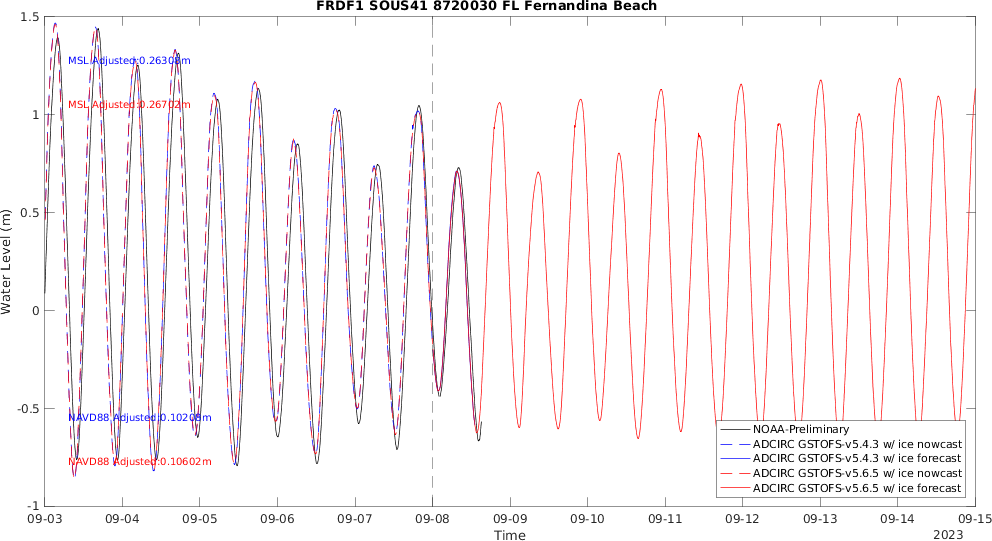 FRDF1 SOUS41 8720030 FL Fernandina Beach
1.5
1
0.5
0
-0.5
-1
Water Level (m)
MSL Adjusted:0.26308m
MSL Adjusted:0.26702m
NAVD88 Adjusted:0.10208m
NAVD88 Adjusted:0.10602m
NOAA-Preliminary
ADCIRC GSTOFS-v5.4.3 w/ ice nowcast
ADCIRC GSTOFS-v5.4.3 w/ ice forecast
ADCIRC GSTOFS-v5.6.5 w/ ice nowcast
ADCIRC GSTOFS-v5.6.5 w/ ice forecast
09-03 09-04 09-05 09-06 09-07 09-08 09-09 09-10 09-11 09-12 09-13 09-14 09-15
Time
2023